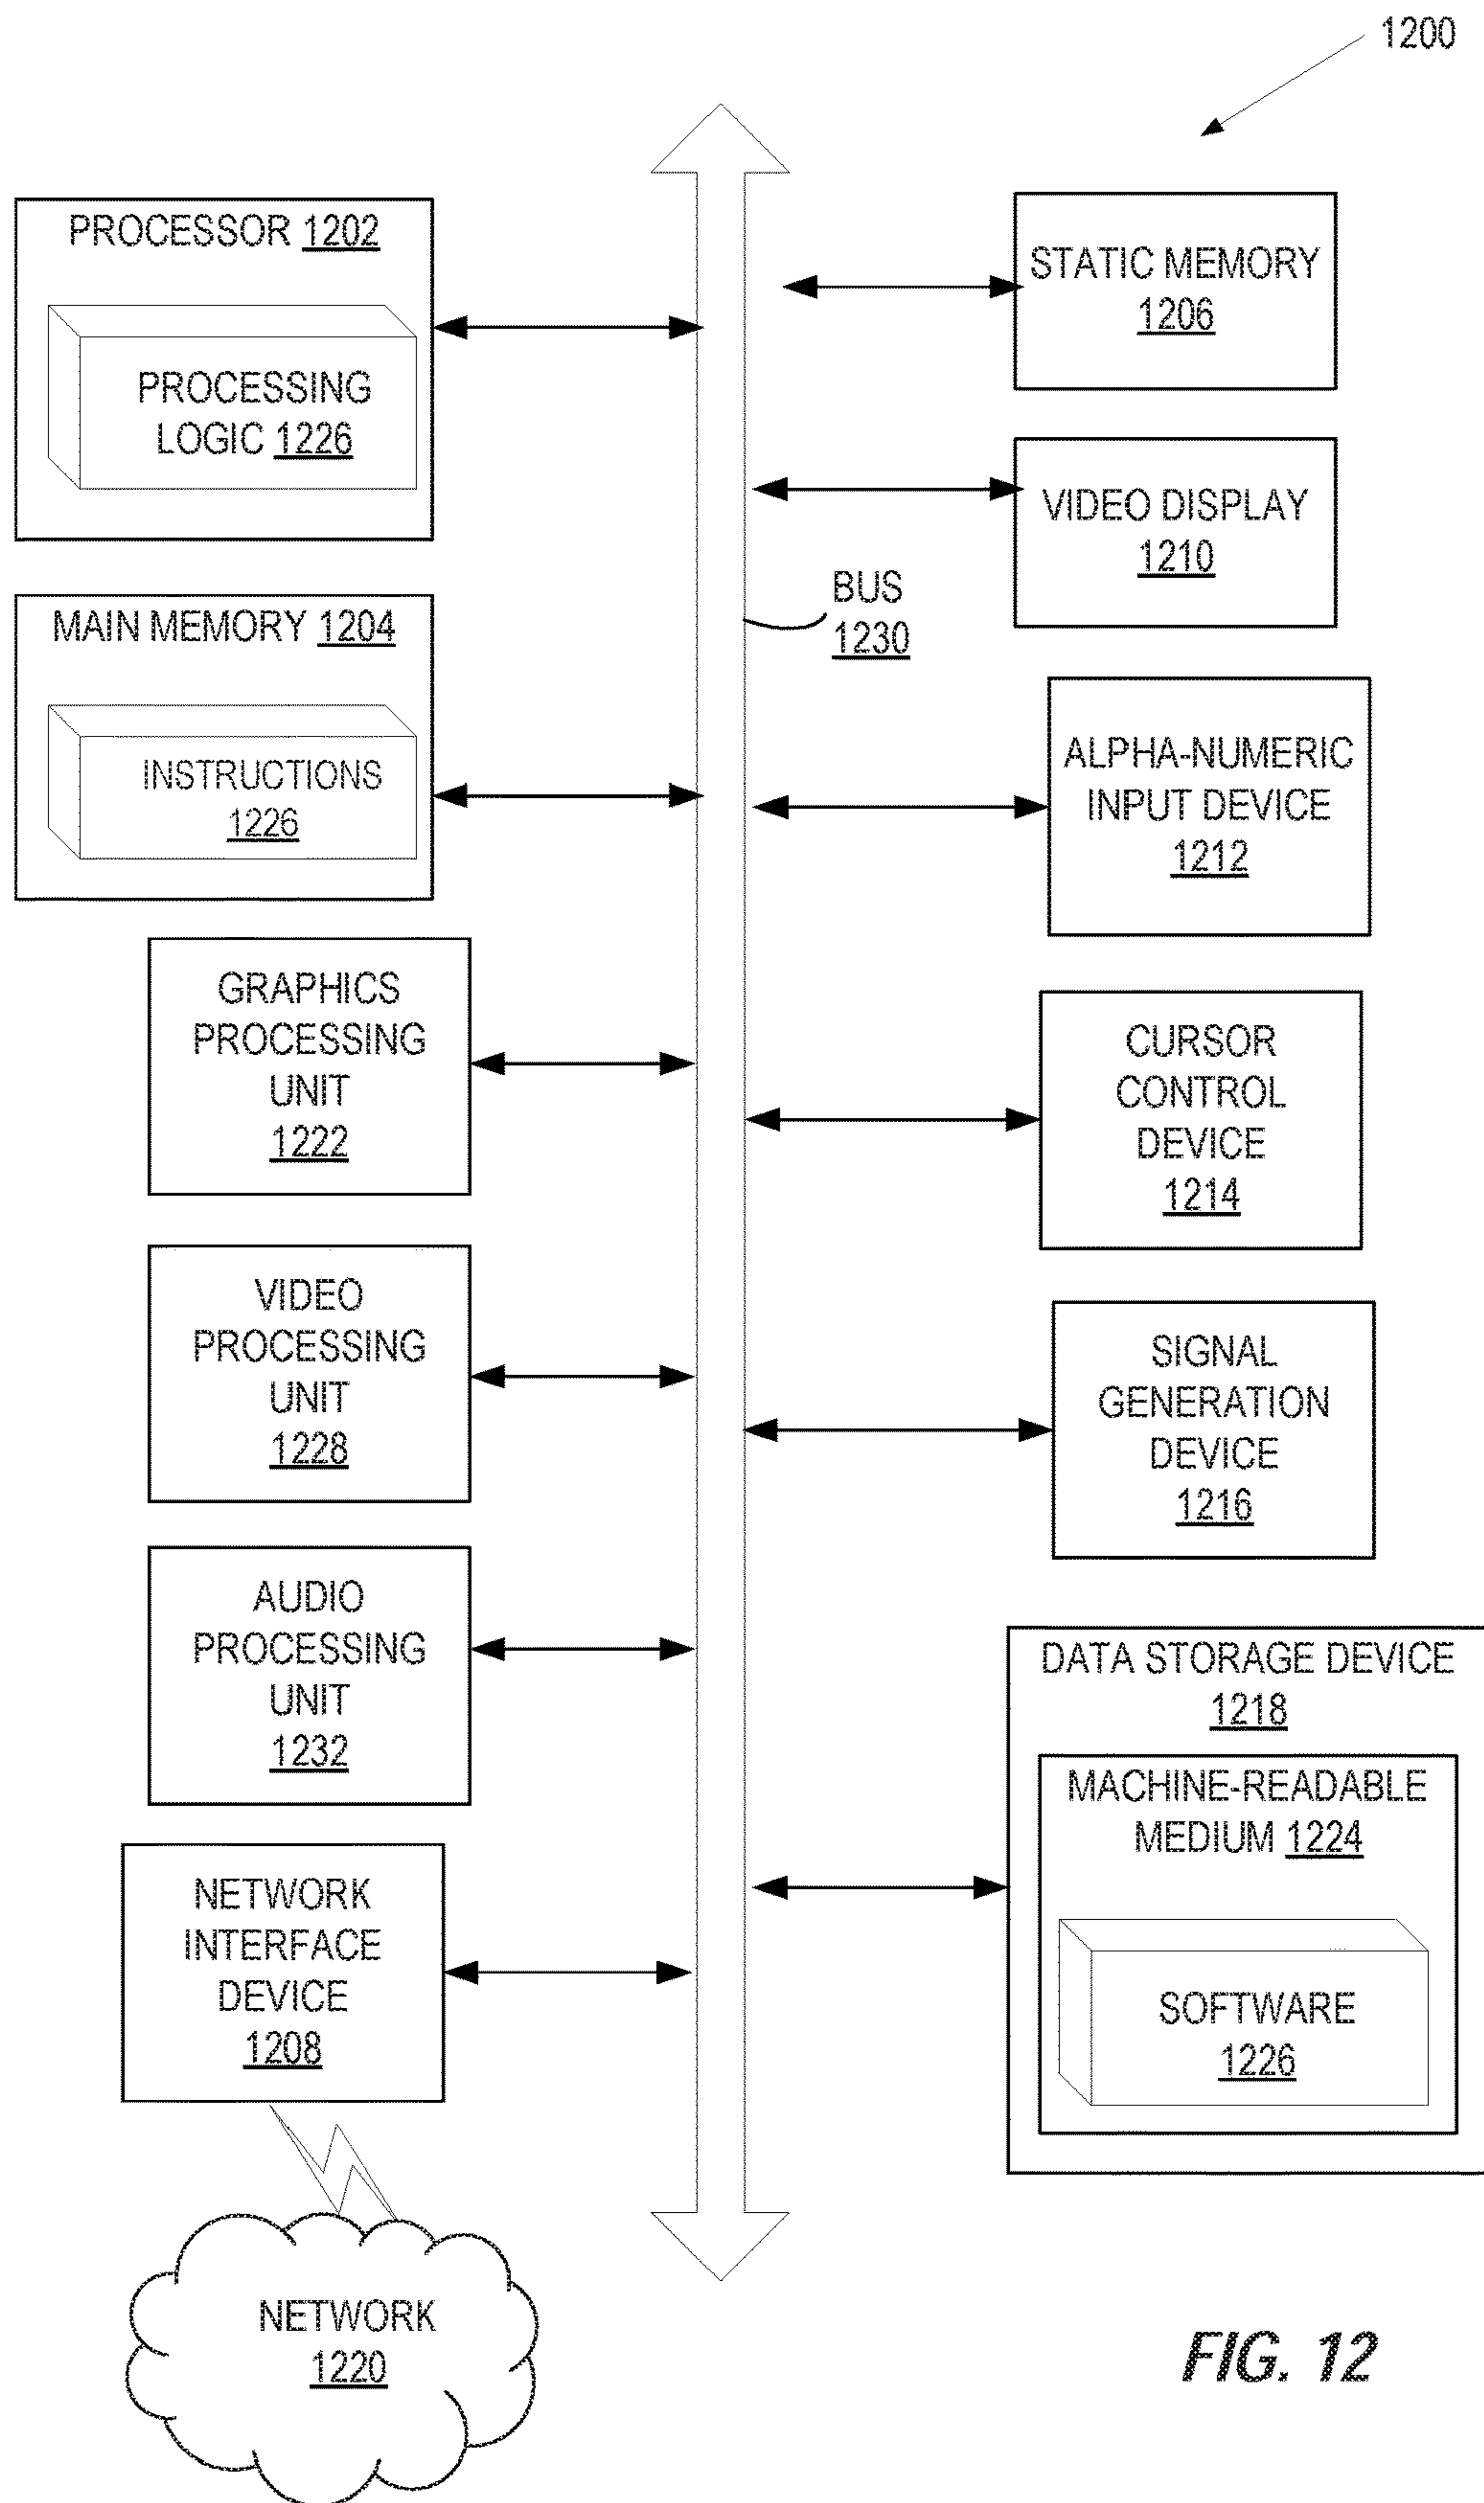 1200
PROCESSOR 1202
PROCESSING
LOGIC 1226
MAIN MEMORY 1204
INSTRUCTIONS
1226
GRAPHICS
PROCESSING
UNIT
1222
VIDEO
PROCESSING
UNIT
1228
AUDIO
PROCESSING
UNIT
1232
NETWORK
INTERFACE
DEVICE
1208
NETWORK
1220
BUS
1230
STATIC MEMORY
1206
VIDEO DISPLAY
1210
ALPHA-NUMERIC
INPUT DEVICE
1212
CURSOR
CONTROL
DEVICE
1214
SIGNAL
GENERATION
DEVICE
1216
DATA STORAGE DEVICE
1218
MACHINE-READABLE
MEDIUM 1224
SOFTWARE
1226
FIG. 12